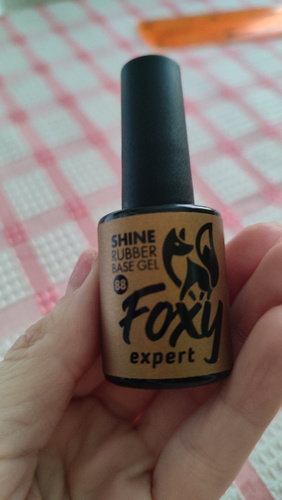 SHINE
RUBBER
BASE GEL
88
Foxy
expert